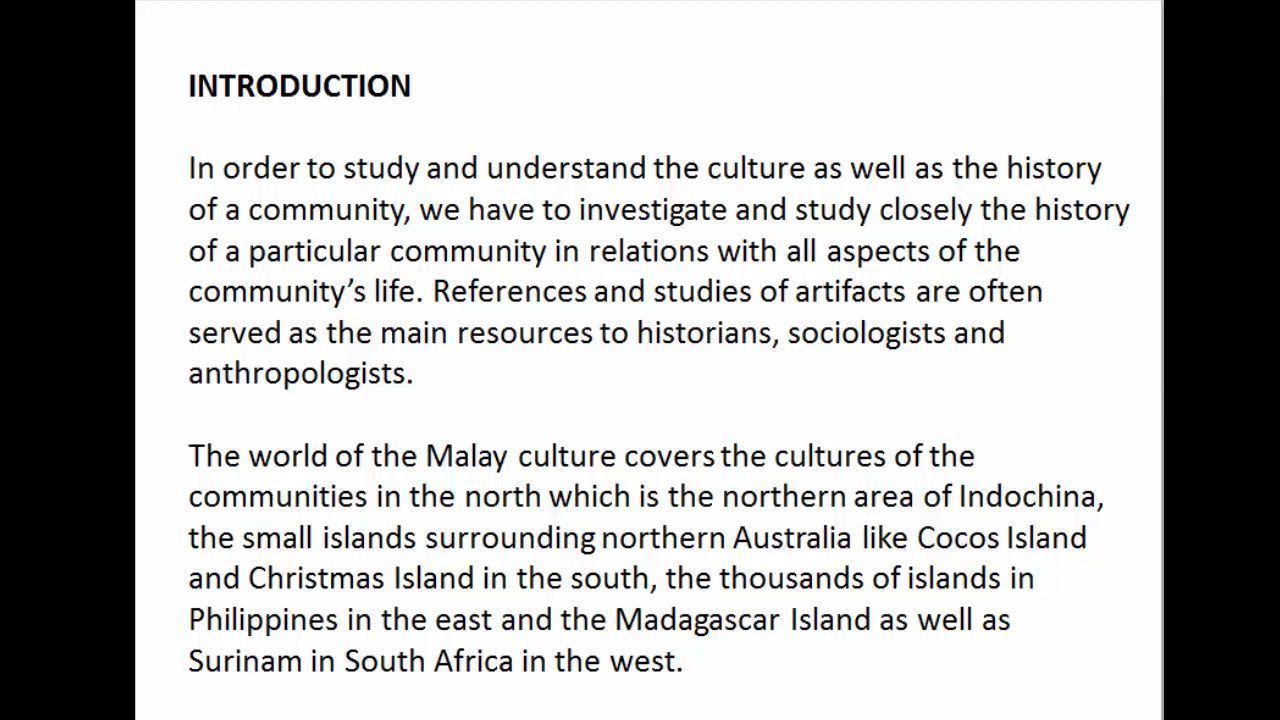 INTRODUCTION
In order to study and understand the culture as well as the history
of a community, we have to investigate and study closely the history
of a particular community in relations with all aspects of the
community’s life. References and studies of artifacts are often
served as the main resources to historians, sociologists and
anthropologists.
The world of the Malay culture covers the cultures of the
communities in the north which is the northern area of Indochina,
the small islands surrounding northern Australia like Cocos Island
and Christmas Island in the south, the thousands of islands in
Philippines in the east and the Madagascar Island as well as
Surinam in South Africa in the west.